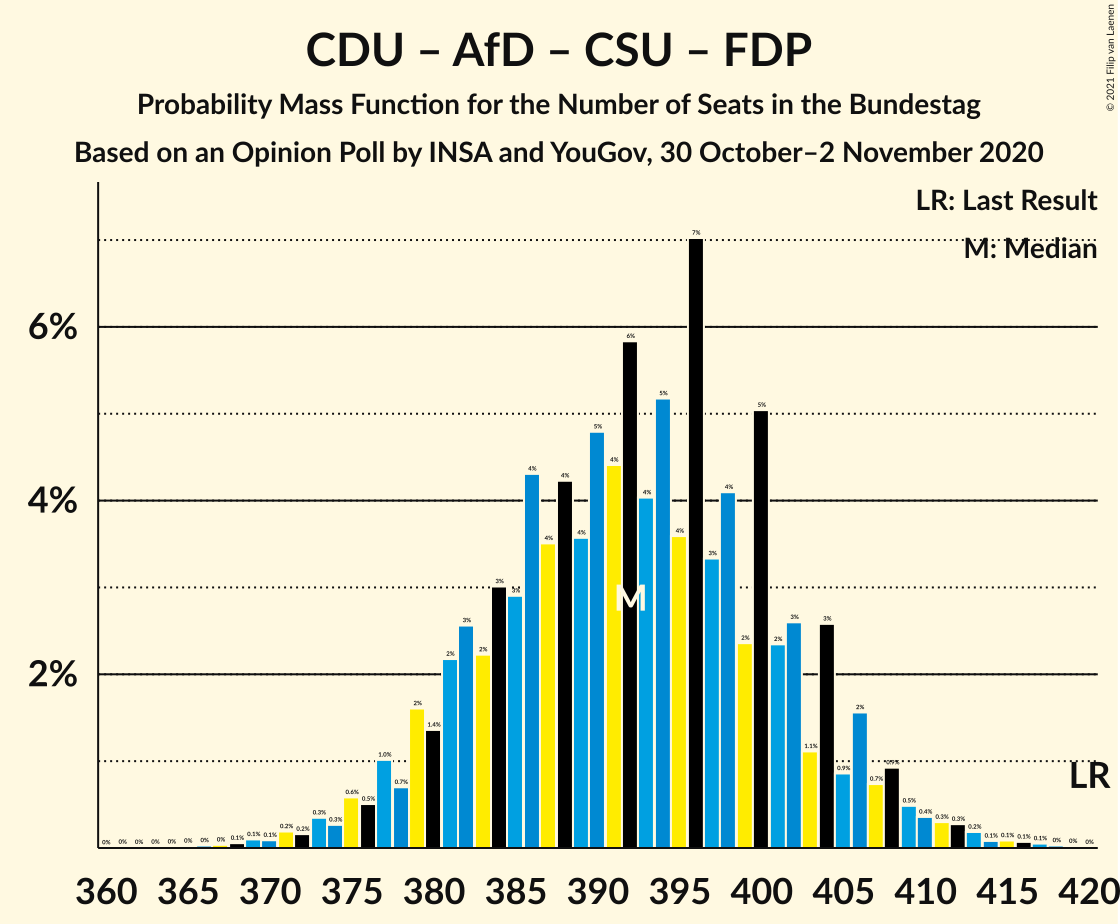 CDU – AfD – CSU – FDP
Probability Mass Function for the Number of Seats in the Bundestag
Based on an Opinion Poll by INSA and YouGov, 30 October–2 November 2020
© 2021 Filip van Laenen
LR: Last Result
M: Median
6%
4%
2%
0% 0% 0% 0% 0% 0% 0% 0% 0.1% 0.1% 0.1% 0.2% 0.2% 0.3% 0.3% 0.6% 0.5% 1.0% 0.7% 2% 1.4% 2% 3% 2% 3% 3% 4% 4% 4% 4% 5% 4% 6% 4% 5% 4% 7% 3% 4% 2% 5% 2% 3% 1.1% 3% 0.9% 2% 0.7% 0.9% 0.5% 0.4% 0.3% 0.3% 0.2% 0.1% 0.1% 0.1% 0.1% 0% 0% 0%
M
LR
360 365 370 375 380 385 390 395 400 405 410 415 420